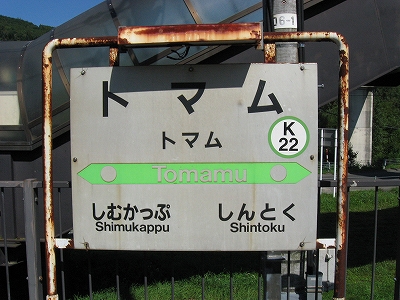 06-1
トマム
トマム
K
22
Tomamu
しむかっぷ しんとく
Shimukappu Shintoku